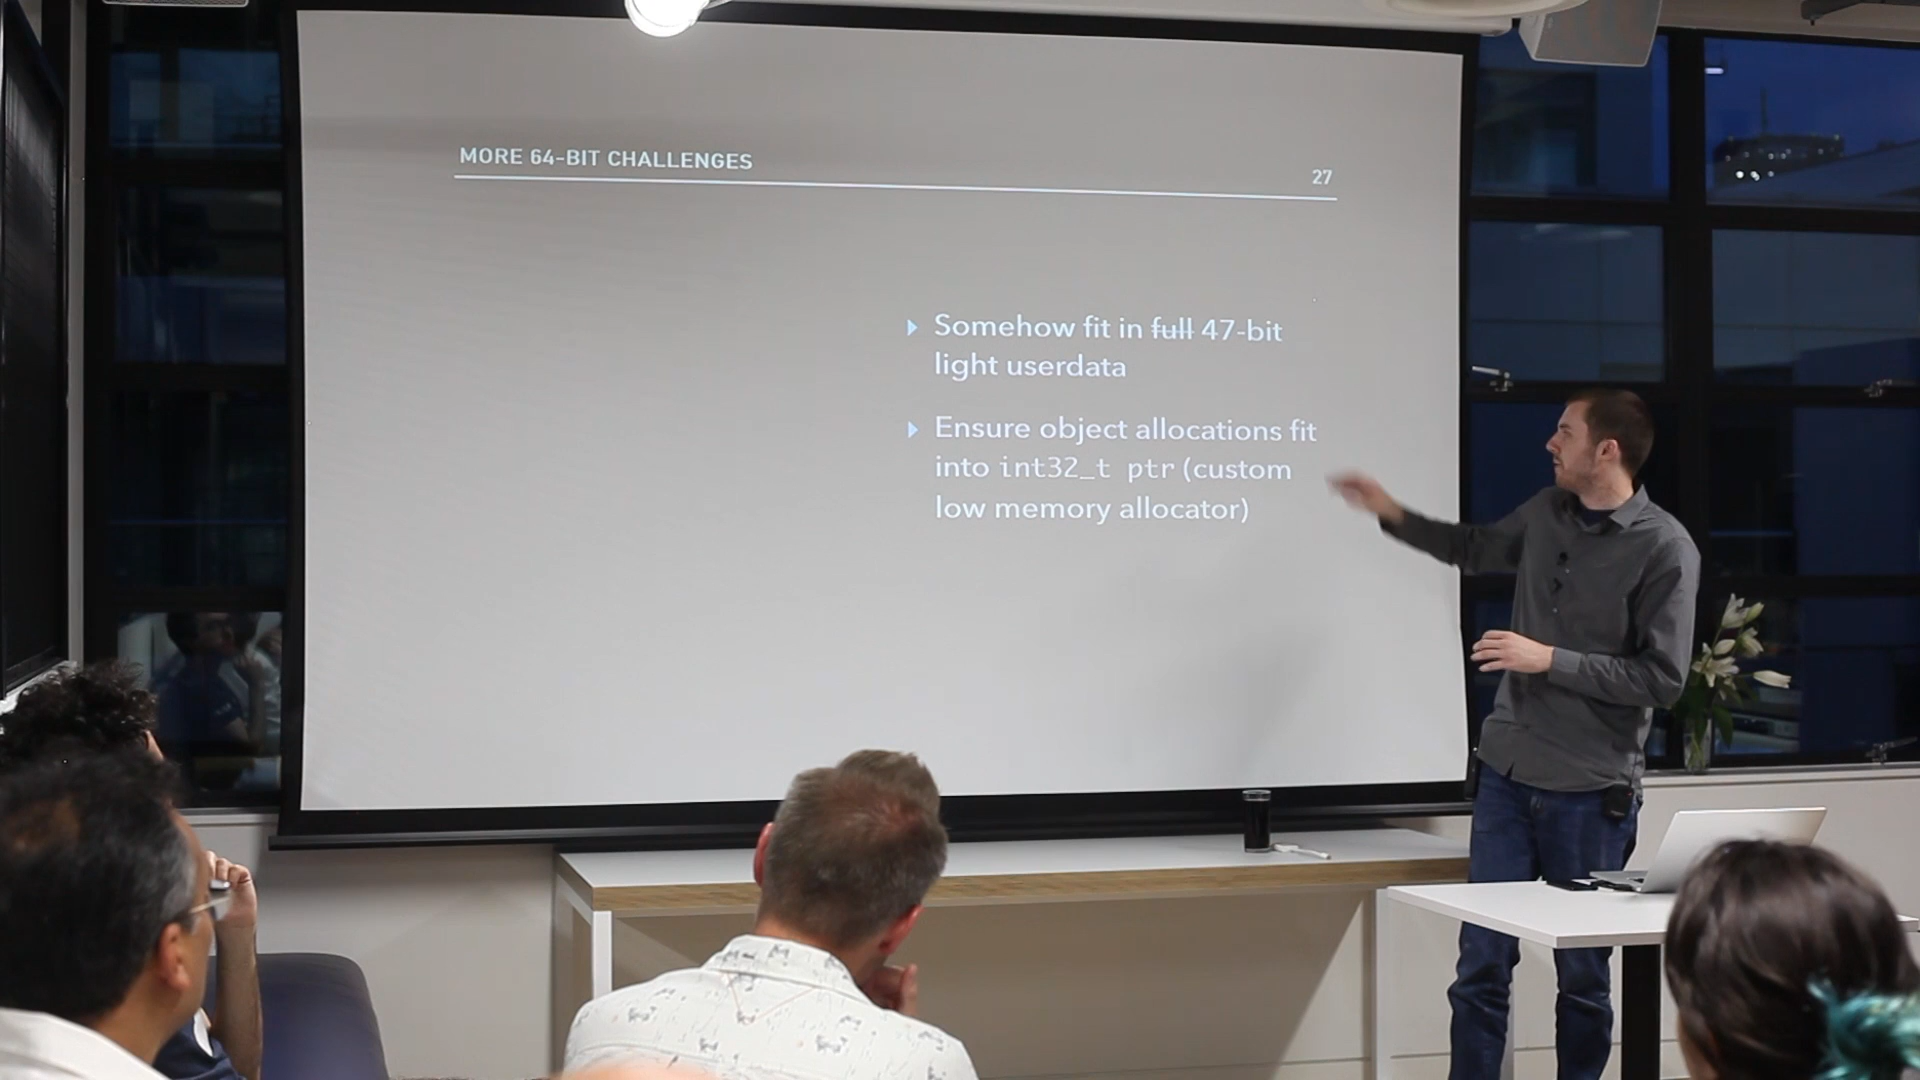 MORE 64-BIT CHALLENGES
27
Somehow fit in full 47-bit
light userdata
Ensure object allocations fit
into int32_t ptr (custom
low memory allocator)